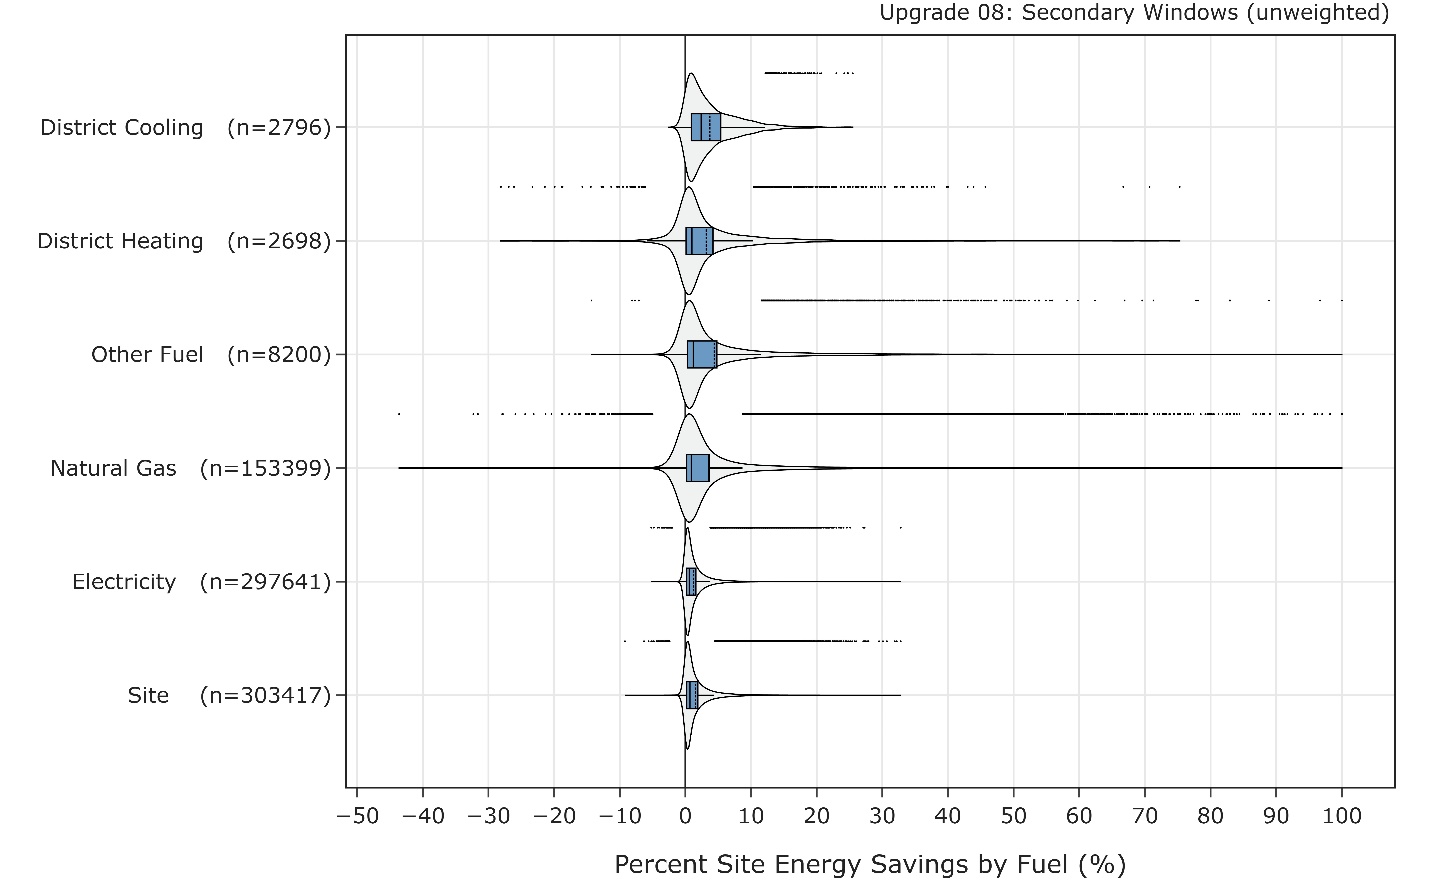 Upgrade 08: Secondary Windows (unweighted)
District Cooling (n=2796)
District Heating (n=2698)
Other Fuel (n=8200)
Natural Gas (n=153399)
Electricity (n=297641)
Site (n=303417)
−50 −40 −30 −20 −10 0 10 20 30 40 50 60 70 80 90 100
Percent Site Energy Savings by Fuel (%)